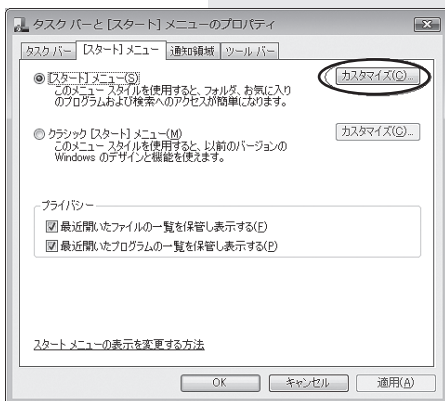 タスク バーと [スタート] メニューのプロパティ
タスク バー [スタート] メニュー 通知領域 ツール バー
[スタート] メニュー(S) カスタマイズ(C)...
このメニュー スタイルを使用すると、フォルダ、お気に入り
のプログラムおよび検索へのアクセスが簡単になります。
クラシック [スタート] メニュー(M) カスタマイズ(C)...
このメニュー スタイルを使用すると、以前のバージョンの
Windows のデザインと機能を使えます。
プライバシー
最近開いたファイルの一覧を保管し表示する(F)
最近開いたプログラムの一覧を保管し表示する(P)
スタート メニューの表示を変更する方法
OK キャンセル 適用(A)